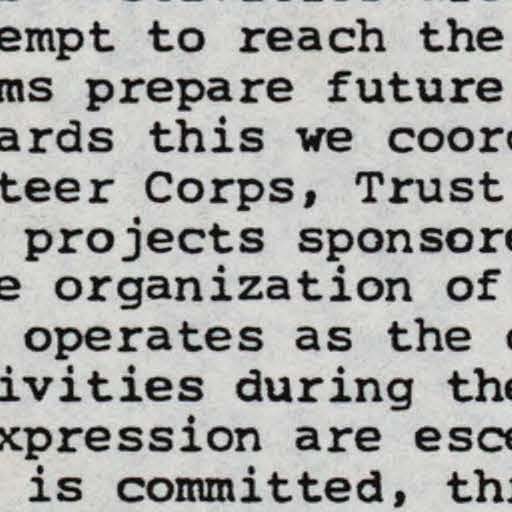 empt to reach the
ms prepare future
ards this we coor
teer Corps, Trust
projects sponsor
e organization of
operates as the
ivities during the
xpression are esce
is committed, th